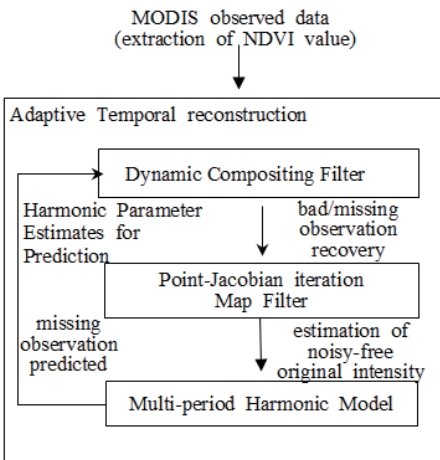 MODIS observed data
(extraction of NDVI value)
Adaptive Temporal reconstruction
Dynamic Compositing Filter
Harmonic Parameter
Estimates for
Prediction
bad/missing
observation
recovery
Point-Jacobian iteration
Map Filter
missing
observation
predicted
estimation of
noisy-free
original intensity
Multi-period Harmonic Model